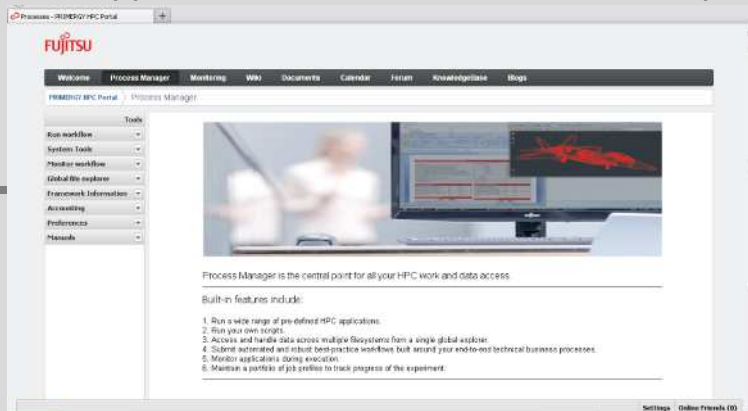 Processes - PRIMERGY HPC Portal
FUJITSU
Welcome Process Manager Monitoring Wiki Documents Calendar Forum KnowledgeBase Blogs
PRIMERGY HPC Portal Process Manager
Tools
Run workflow
System Tools
Monitor workflow
Global file explorer
Framework Information
Accounting
Preferences
Manuals
Process Manager is the central point for all your HPC work and data access.
Built-in features include:
1. Run a wide range of pre-defined HPC applications.
2. Run your own scripts.
3. Access and handle data across multiple filesystems from a single global explorer.
4. Submit automated and robust best-practice workflows built around your end-to-end technical business processes.
5. Monitor applications during execution.
6. Maintain a portfolio of job profiles to track progress of the experiment.
Settings Online Friends (0)